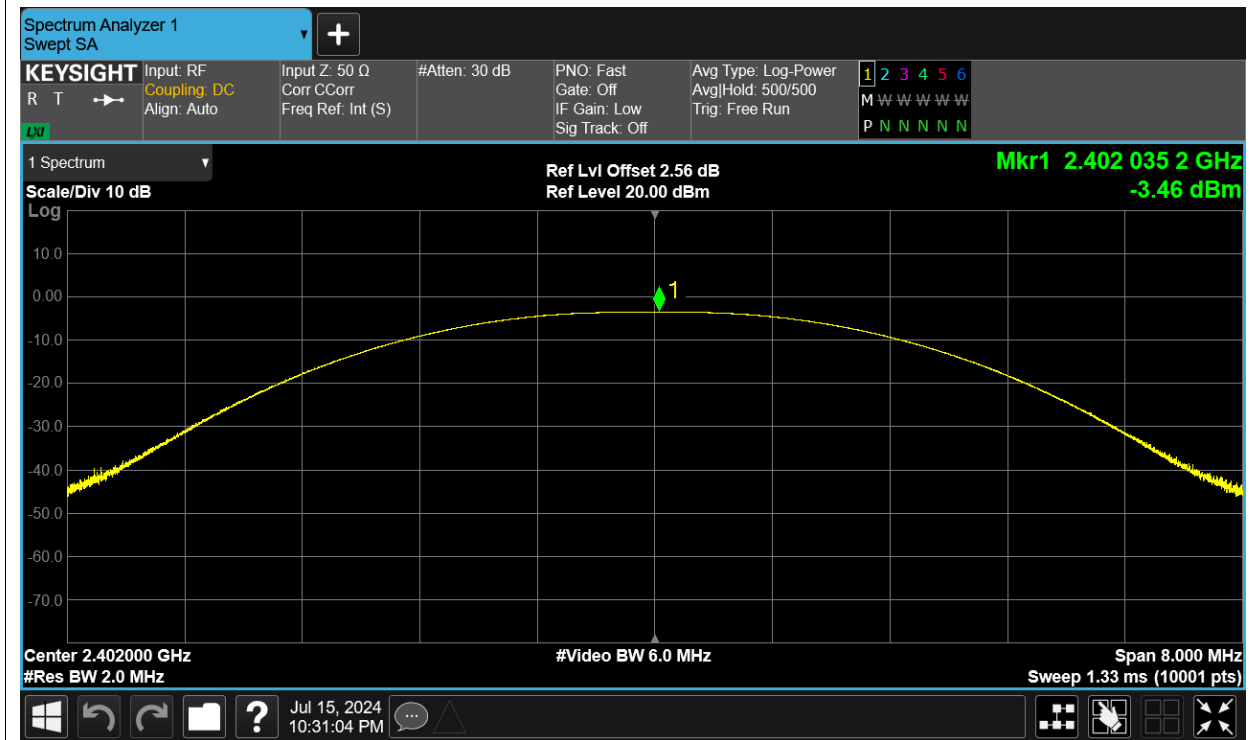 Spectrum Analyzer 1
Swept SA
KEYSIGHT
R T
LXI
Input: RF
Coupling: DC
Align: Auto
Input Z: 50 Ω
Corr CCorr
Freq Ref: Int (S)
#Atten: 30 dB
PNO: Fast
Gate: Off
IF Gain: Low
Sig Track: Off
Avg Type: Log-Power
Avg|Hold: 500/500
Trig: Free Run
1 2 3 4 5 6
M W W W W W
P N N N N N
1 Spectrum
Scale/Div 10 dB
Log
Ref Lvl Offset 2.56 dB
Ref Level 20.00 dBm
Mkr1 2.402 035 2 GHz
-3.46 dBm
10.0
0.00
-10.0
-20.0
-30.0
-40.0
-50.0
-60.0
-70.0
1
Center 2.402000 GHz
#Res BW 2.0 MHz
#Video BW 6.0 MHz
Span 8.000 MHz
Sweep 1.33 ms (10001 pts)
?
Jul 15, 2024
10:31:04 PM